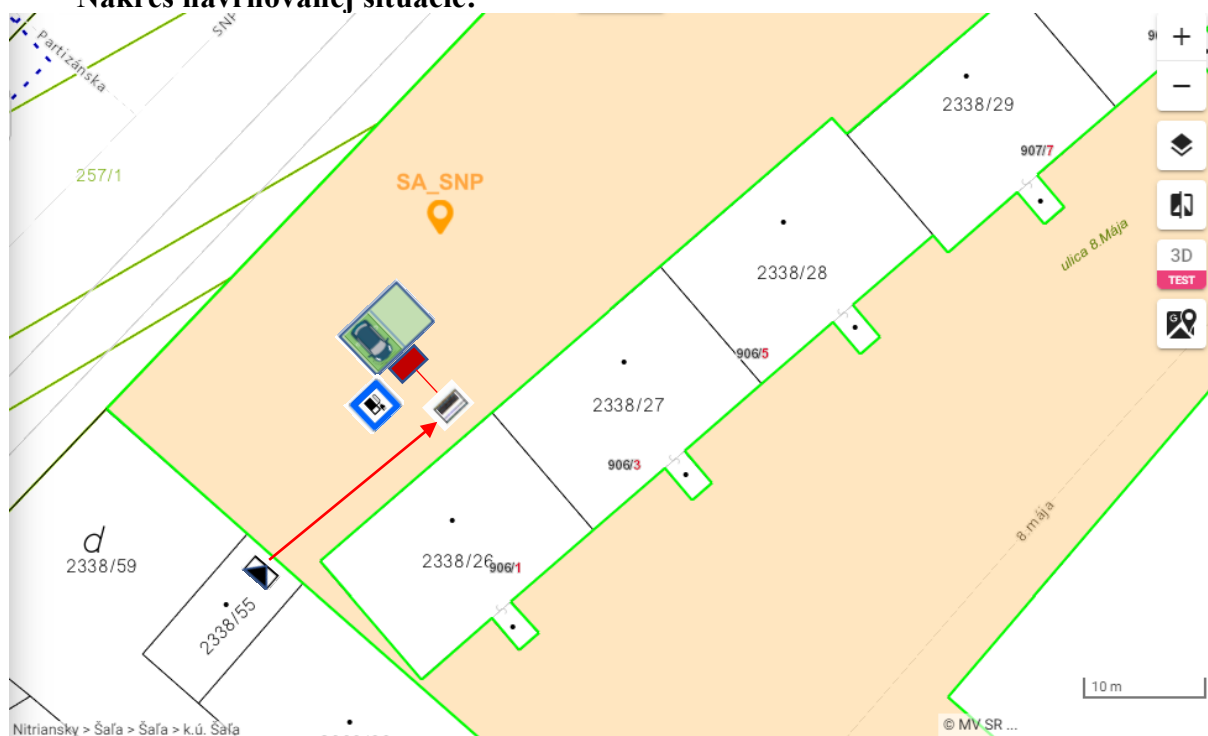 Nákres navrhovanej situácie:
SNP
Partizánska
257/1
SA_SNP
2338/29
907/7
ulica 8.Mája
3D
TEST
G
2338/28
906/5
2338/27
906/3
2338/26
906/1
8.mája
d
2338/59
2338/55
10 m
Nitriansky > Šaľa > Šaľa > k.ú. Šaľa
© MV SR ...